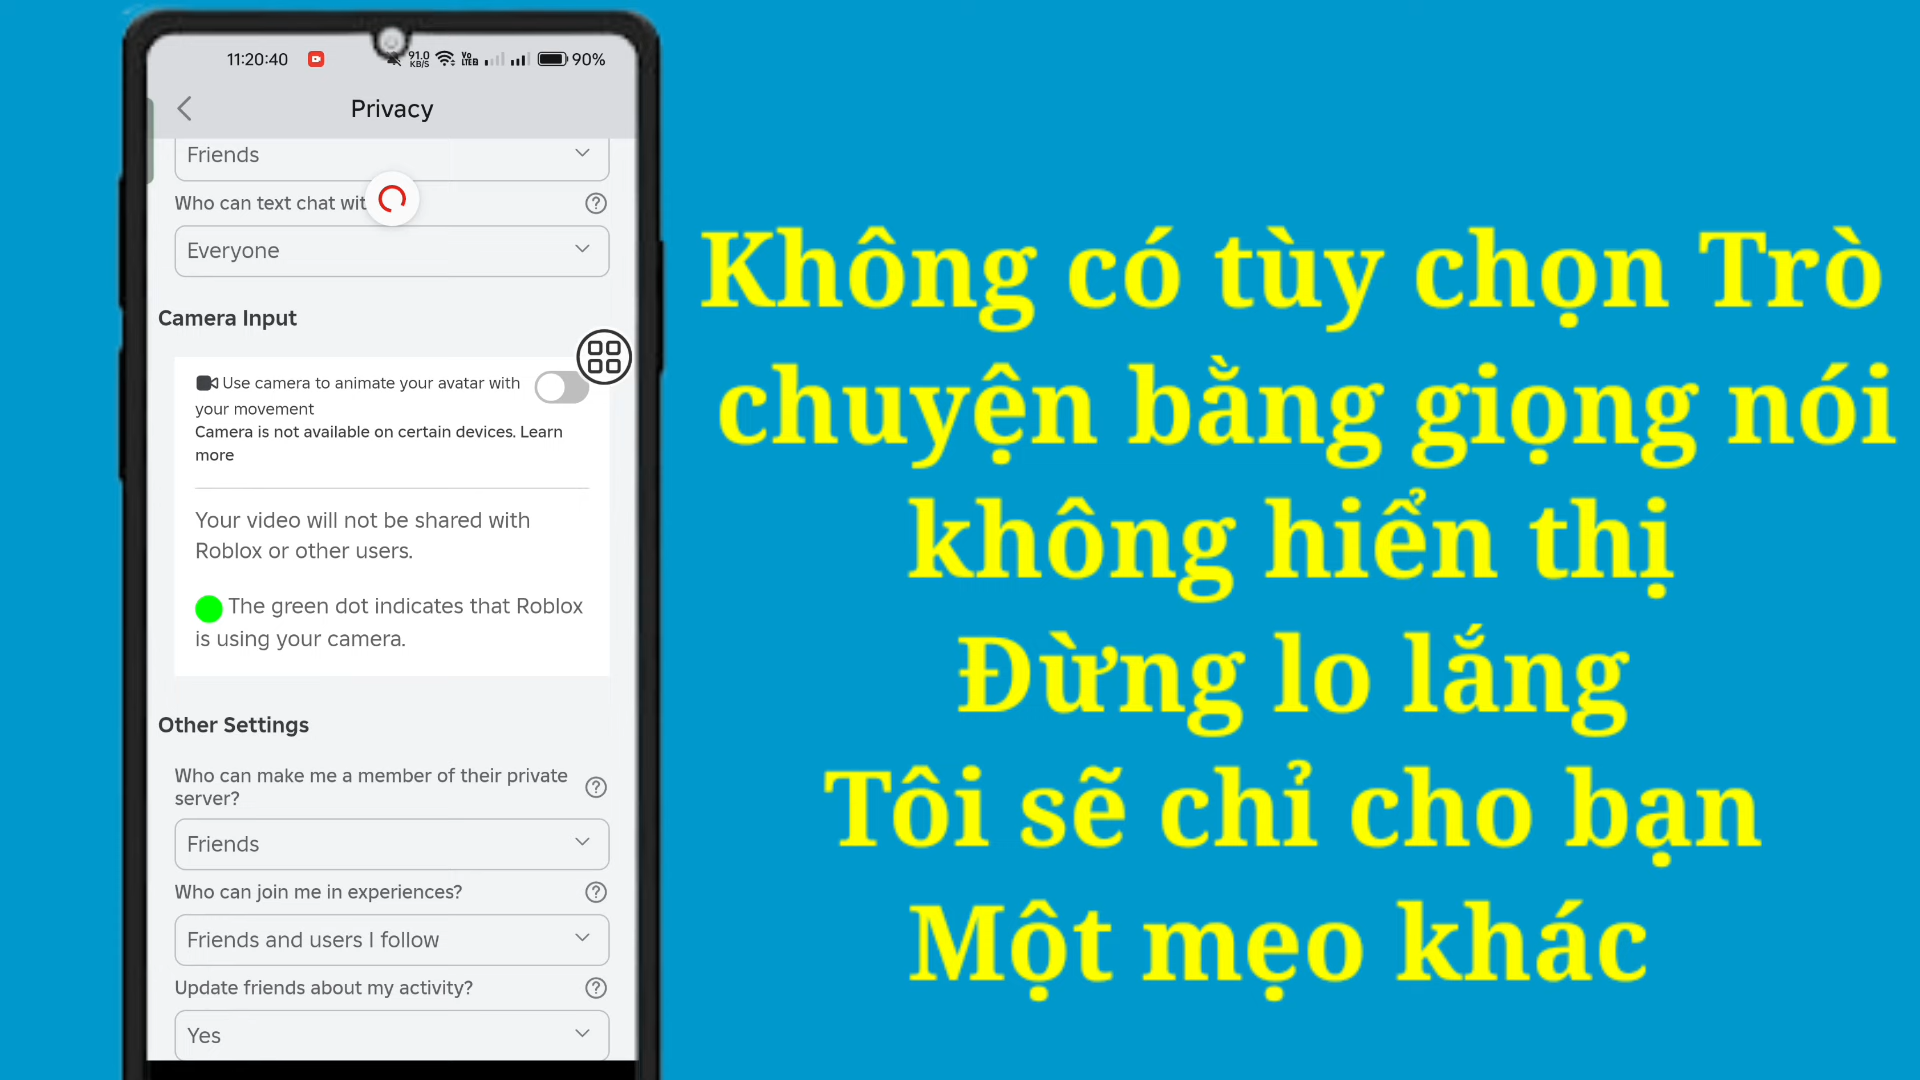 11:20:40
91.0
KB/S
Vo
LTE
90%
Privacy
Friends
Who can text chat wit
Everyone
Camera Input
Use camera to animate your avatar with
your movement
Camera is not available on certain devices. Learn
more
Your video will not be shared with
Roblox or other users.
The green dot indicates that Roblox
is using your camera.
Other Settings
Who can make me a member of their private
server?
Friends
Who can join me in experiences?
Friends and users I follow
Update friends about my activity?
Yes
Không có tùy chọn Trò
chuyện bằng giọng nói
không hiển thị
Đừng lo lắng
Tôi sẽ chỉ cho bạn
Một mẹo khác